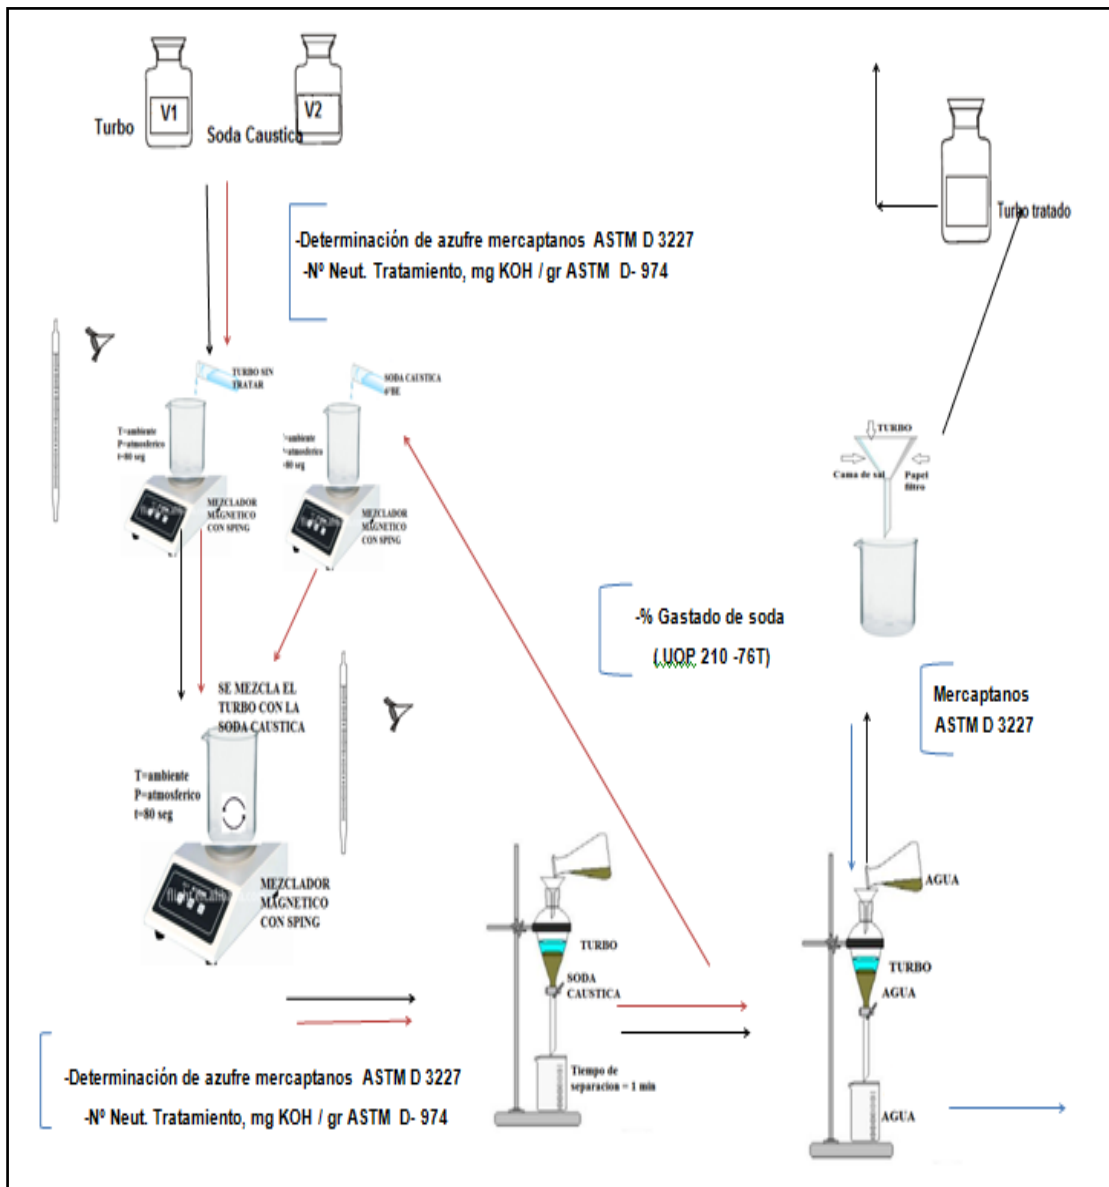 V1
V2
Turbo
Soda Caustica
-Determinación de azufre mercaptanos ASTM D 3227
-Nº Neut. Tratamiento, mg KOH / gr ASTM D- 974
Turbo tratado
TURBO SIN
TRATAR
SODA CAUSTICA
6ºBE
T=ambiente
P=atmosferico
t=80 seg
=ambiente
=atmosferico
=80 seg
MEZCLADOR
MAGNETICO
CON SPING
MEZCLADOR
MAGNETICO
CON SPING
TURBO
Cama de sal
Papel
filtro
-% Gastado de soda
(.UOP 210 -76T)
SE MEZCLA EL
TURBO CON LA
SODA CAUSTICA
Mercaptanos
ASTM D 3227
T=ambiente
P=atmosferico
t=80 seg
MEZCLADOR
MAGNETICO
CON SPING
TURBO
SODA
CAUSTICA
Tiempo de
separacion = 1 min
AGUA
TURBO
AGUA
AGUA
-Determinación de azufre mercaptanos ASTM D 3227
-Nº Neut. Tratamiento, mg KOH / gr ASTM D- 974